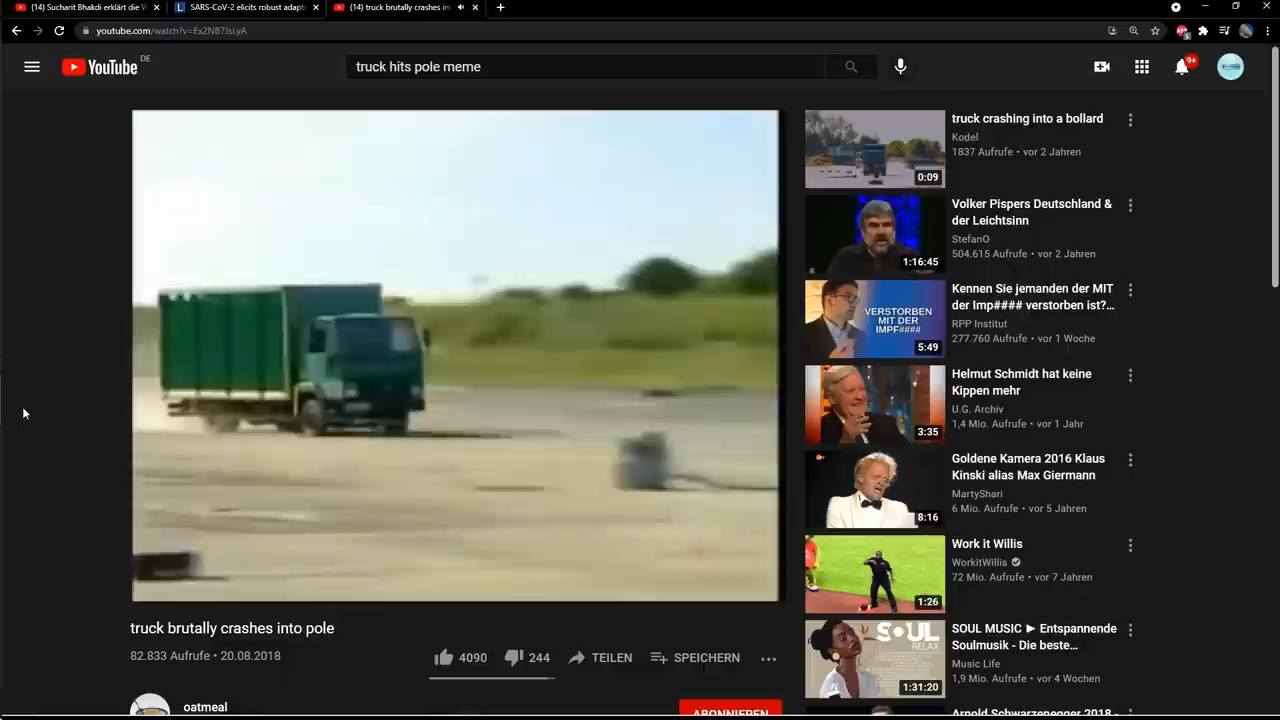 (14) Sucharit Bhakdi erklärt die V
SARS-CoV-2 elicits robust adapt
(14) truck brutally crashes in
youtube.com/watch?v=Ex2NB7JsLyA
YouTube DE
truck hits pole meme
9+
truck crashing into a bollard
Kodel
1837 Aufrufe • vor 2 Jahren
0:09
Volker Pispers Deutschland &
der Leichtsinn
StefanO
504.615 Aufrufe • vor 2 Jahren
1:16:45
Kennen Sie jemanden der MIT
der Imp#### verstorben ist?...
RPP Institut
277.760 Aufrufe • vor 1 Woche
VERSTORBEN
MIT DER
IMPF####
5:49
Helmut Schmidt hat keine
Kippen mehr
U.G. Archiv
1,4 Mio. Aufrufe • vor 1 Jahr
3:35
Goldene Kamera 2016 Klaus
Kinski alias Max Giermann
MartyShari
6 Mio. Aufrufe • vor 5 Jahren
8:16
Work it Willis
WorkitWillis
72 Mio. Aufrufe • vor 7 Jahren
1:26
SOUL MUSIC ► Entspannende
Soulmusik - Die beste...
Music Life
1,9 Mio. Aufrufe • vor 4 Wochen
SOUL
RELAX
1:31:20
Arnold Schwarzenegger 2018 -
truck brutally crashes into pole
82.833 Aufrufe • 20.08.2018
4090
244
TEILEN
SPEICHERN
oatmeal
ABONNIEREN